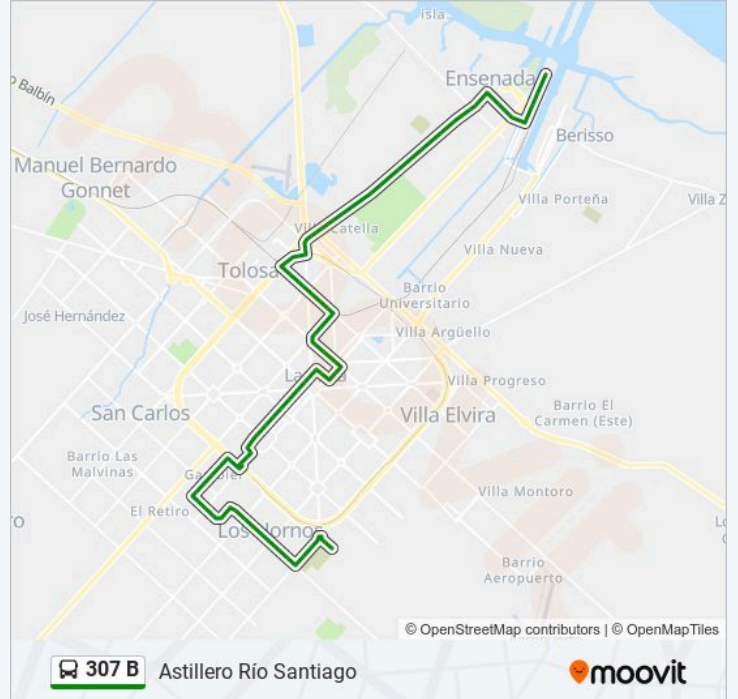 isla
Ensenada
Balbín
Berisso
Manuel Bernardo
Gonnet
Villa Porteña
Villa Z
Villa Catella
Tolosa
Villa Nueva
Barrio
Universitario
José Hernández
Villa Argüello
La
Villa Progreso
San Carlos
Villa Elvira
Barrio El
Carmen (Este)
Barrio Las
Malvinas
Villa Montoro
El Retiro
Los Hornos
Barrio
Aeropuerto
© OpenStreetMap contributors | © OpenMapTiles
307 B Astillero Río Santiago moovit